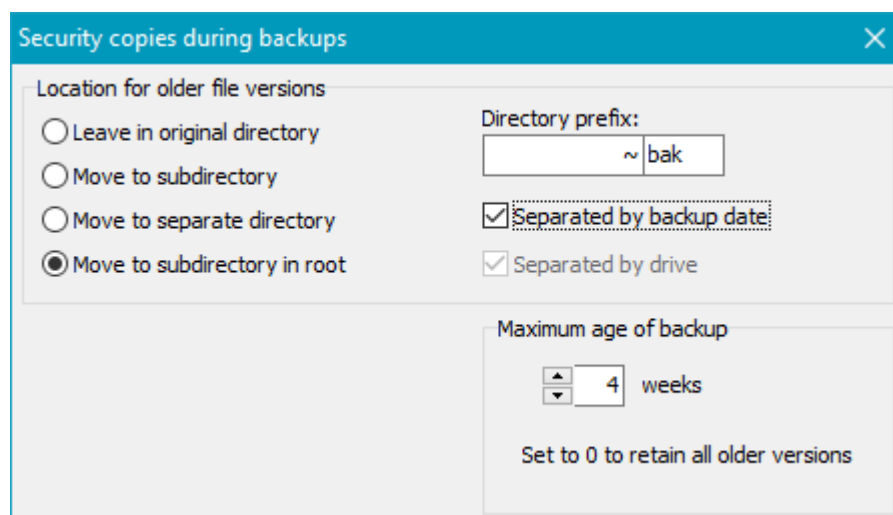 Security copies during backups
Location for older file versions
Leave in original directory
Move to subdirectory
Move to separate directory
Move to subdirectory in root
Directory prefix:
~ bak
Separated by backup date
Separated by drive
Maximum age of backup
4 weeks
Set to 0 to retain all older versions